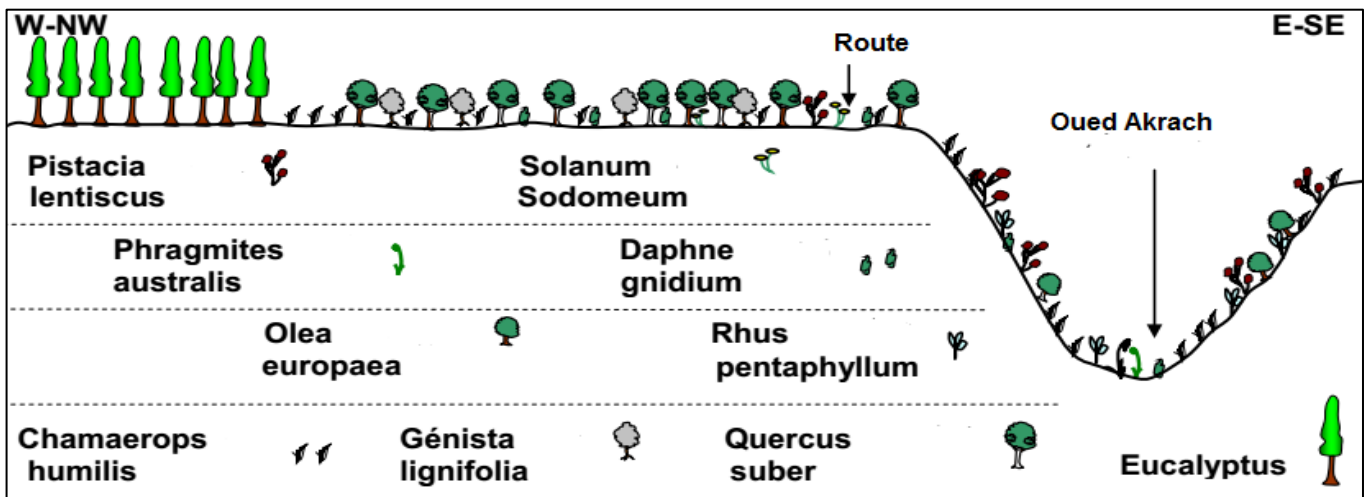 W-NW
E-SE
Route
Oued Akrach
Pistacia
lentiscus
Solanum
Sodomeum
Phragmites
australis
Daphne
gnidium
Olea
europaea
Rhus
pentaphyllum
Chamaerops
humilis
Génista
lignifolia
Quercus
suber
Eucalyptus